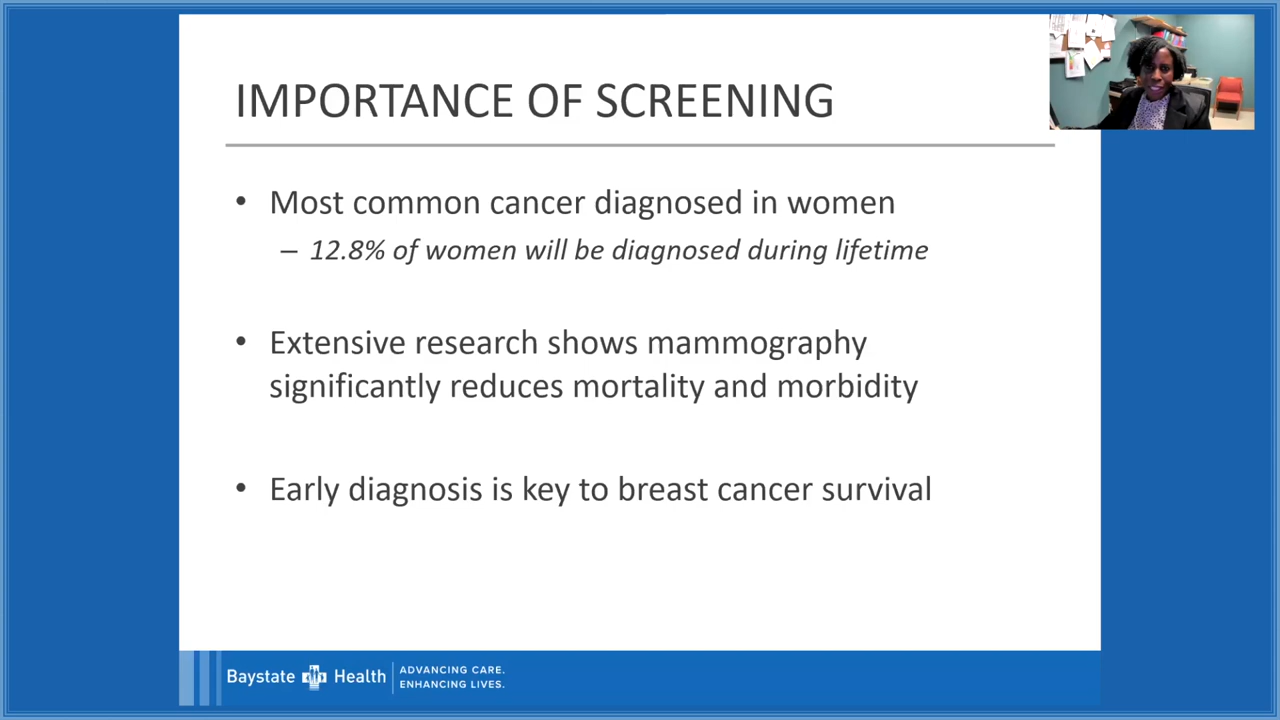 IMPORTANCE OF SCREENING
• Most common cancer diagnosed in women
– 12.8% of women will be diagnosed during lifetime
• Extensive research shows mammography
significantly reduces mortality and morbidity
• Early diagnosis is key to breast cancer survival
Baystate Health
ADVANCING CARE.
ENHANCING LIVES.